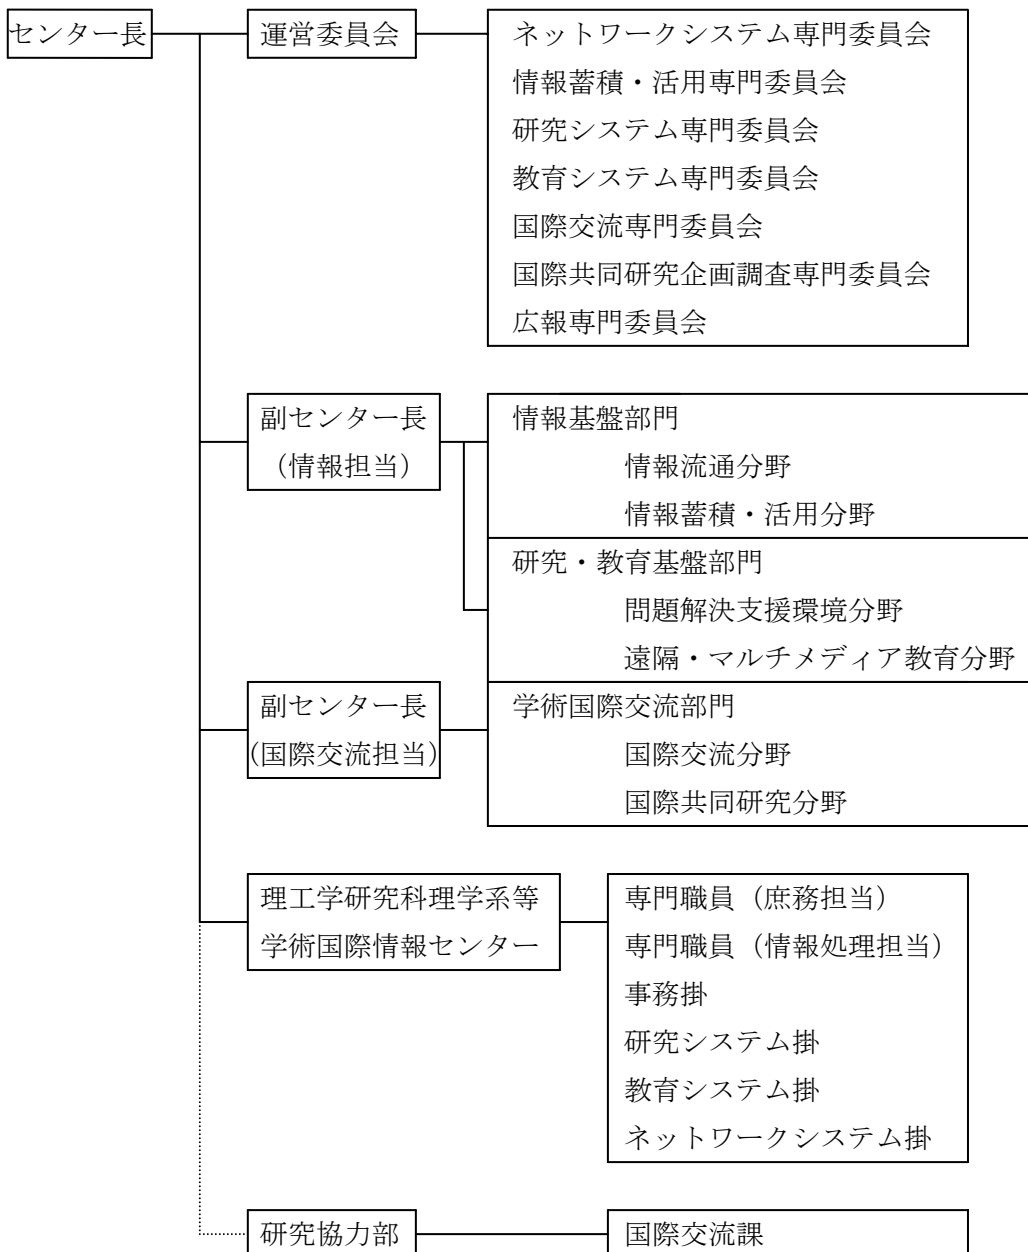 センター長
運営委員会
ネットワークシステム専門委員会
情報蓄積・活用専門委員会
研究システム専門委員会
教育システム専門委員会
国際交流専門委員会
国際共同研究企画調査専門委員会
広報専門委員会
副センター長
（情報担当）
情報基盤部門
情報流通分野
情報蓄積・活用分野
研究・教育基盤部門
問題解決支援環境分野
遠隔・マルチメディア教育分野
副センター長
(国際交流担当)
学術国際交流部門
国際交流分野
国際共同研究分野
理工学研究科理学系等
学術国際情報センター
専門職員（庶務担当）
専門職員（情報処理担当）
事務掛
研究システム掛
教育システム掛
ネットワークシステム掛
研究協力部
国際交流課